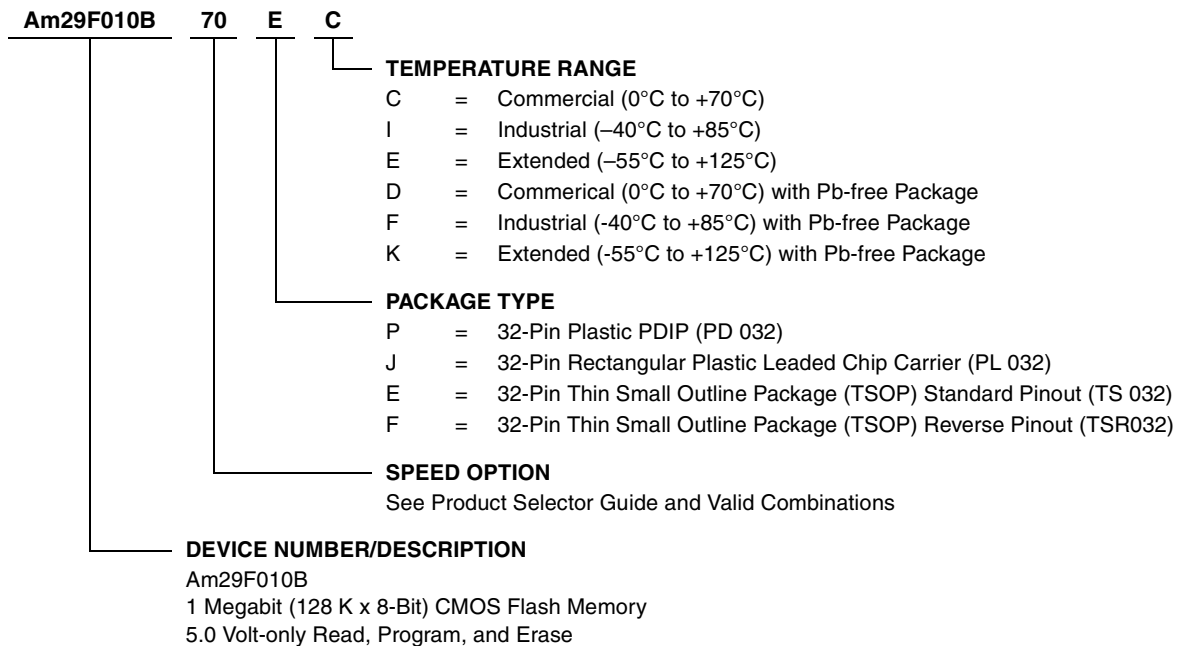 Am29F010B 70 E C
TEMPERATURE RANGE
C = Commercial (0°C to +70°C)
I = Industrial (–40°C to +85°C)
E = Extended (–55°C to +125°C)
D = Commerical (0°C to +70°C) with Pb-free Package
F = Industrial (-40°C to +85°C) with Pb-free Package
K = Extended (-55°C to +125°C) with Pb-free Package
PACKAGE TYPE
P = 32-Pin Plastic PDIP (PD 032)
J = 32-Pin Rectangular Plastic Leaded Chip Carrier (PL 032)
E = 32-Pin Thin Small Outline Package (TSOP) Standard Pinout (TS 032)
F = 32-Pin Thin Small Outline Package (TSOP) Reverse Pinout (TSR032)
SPEED OPTION
See Product Selector Guide and Valid Combinations
DEVICE NUMBER/DESCRIPTION
Am29F010B
1 Megabit (128 K x 8-Bit) CMOS Flash Memory
5.0 Volt-only Read, Program, and Erase